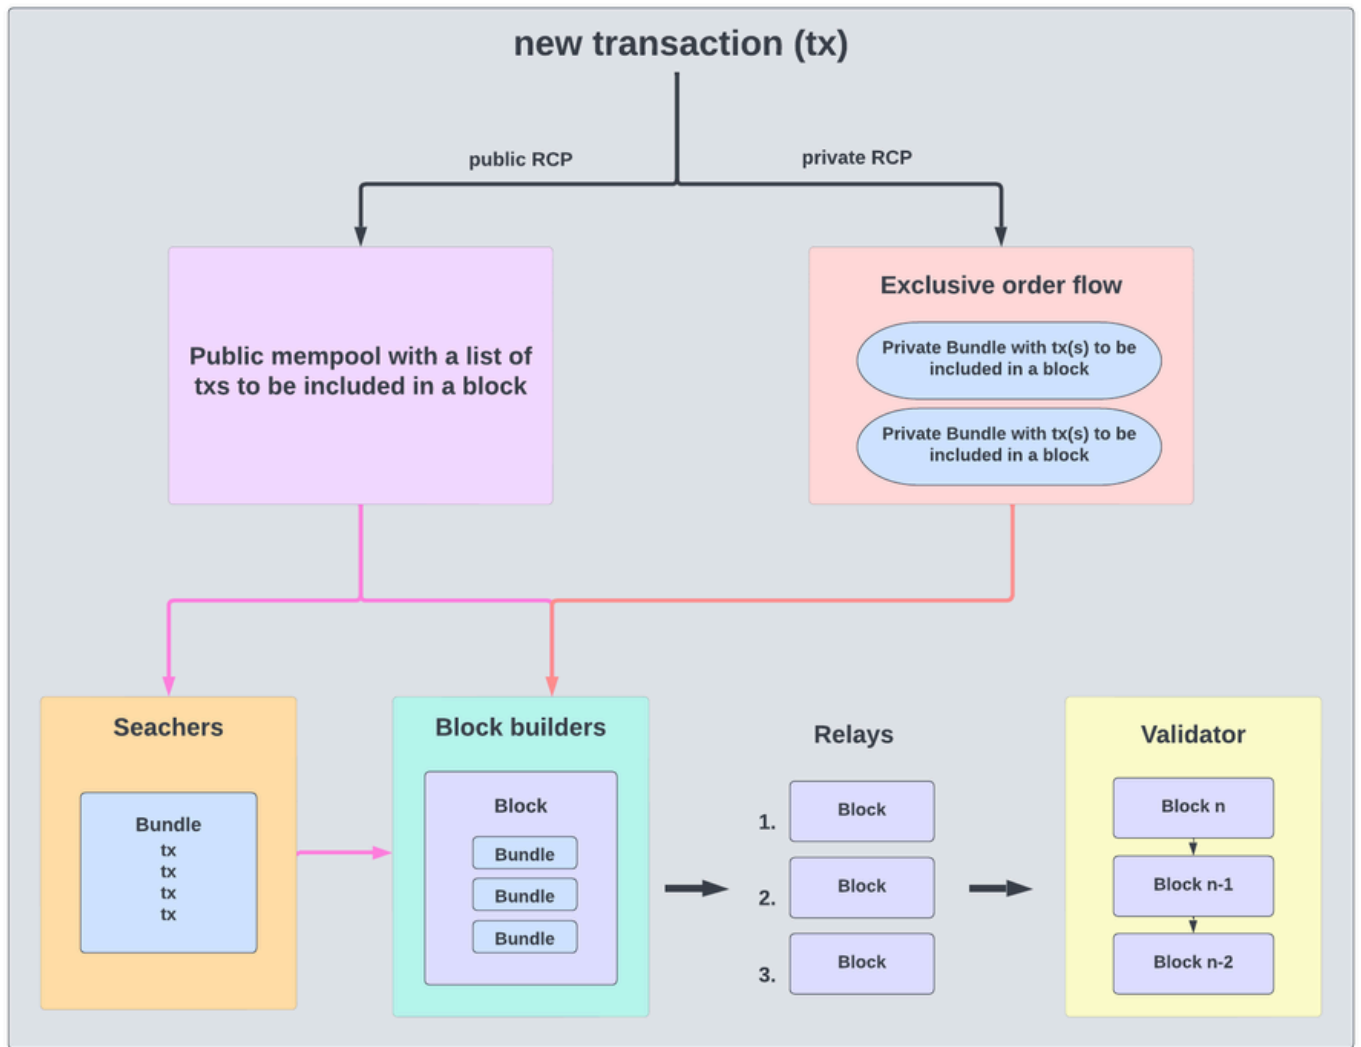 new transaction (tx)
public RCP
private RCP
Public mempool with a list of
txs to be included in a block
Exclusive order flow
Private Bundle with tx(s) to be
included in a block
Private Bundle with tx(s) to be
included in a block
Seachers
Bundle
tx
tx
tx
tx
Block builders
Block
Bundle
Bundle
Bundle
Relays
1.
Block
2.
Block
3.
Block
Validator
Block n
Block n-1
Block n-2